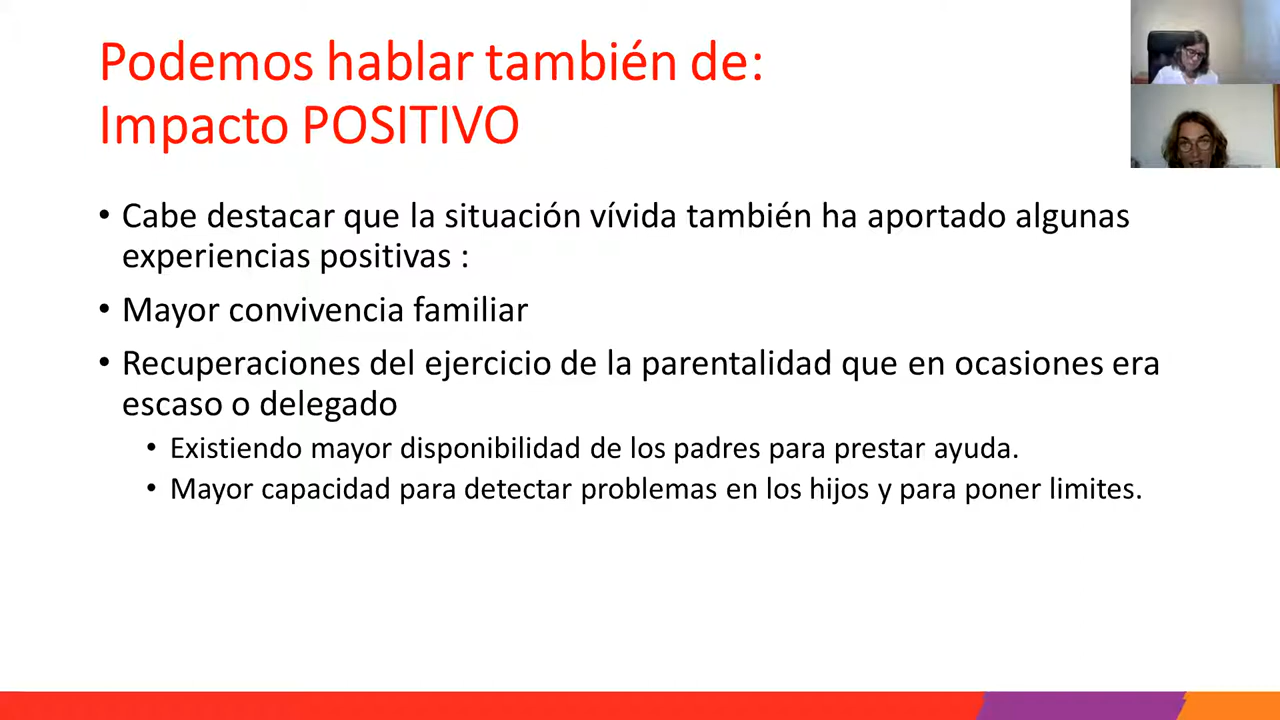 Podemos hablar también de:
Impacto POSITIVO
• Cabe destacar que la situación vívida también ha aportado algunas
experiencias positivas :
• Mayor convivencia familiar
• Recuperaciones del ejercicio de la parentalidad que en ocasiones era
escaso o delegado
• Existiendo mayor disponibilidad de los padres para prestar ayuda.
• Mayor capacidad para detectar problemas en los hijos y para poner limites.